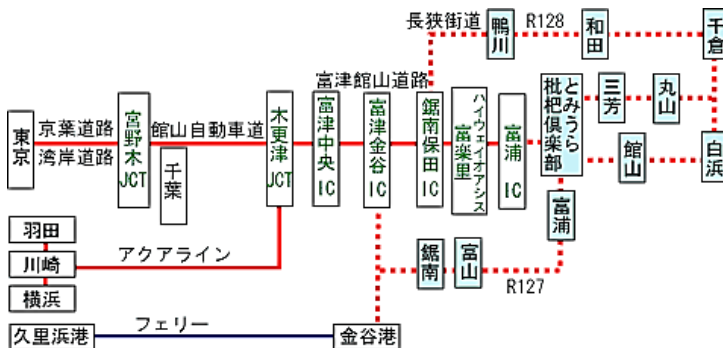 長狭街道
R128
鴨川
和田
千倉
富津館山道路
東京
京葉道路
湾岸道路
宮野木JCT
館山自動車道
千葉
木更津JCT
富津中央IC
富津金谷IC
鋸南保田IC
ハイウェイオアシス
富楽里
富浦IC
とみうら
枇杷倶楽部
三芳
丸山
館山
白浜
羽田
川崎
横浜
アクアライン
鋸南
富山
富浦
R127
久里浜港
フェリー
金谷港